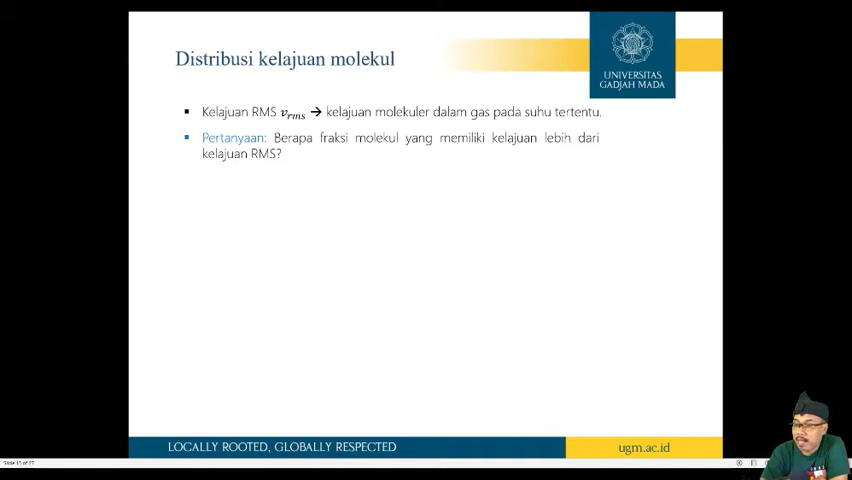 Distribusi kelajuan molekul
UNIVERSITAS
GADJAH MADA
▪ Kelajuan RMS 𝒗𝒓𝒎𝒔 → kelajuan molekuler dalam gas pada suhu tertentu.
▪ Pertanyaan: Berapa fraksi molekul yang memiliki kelajuan lebih dari
kelajuan RMS?
LOCALLY ROOTED, GLOBALLY RESPECTED
ugm.ac.id